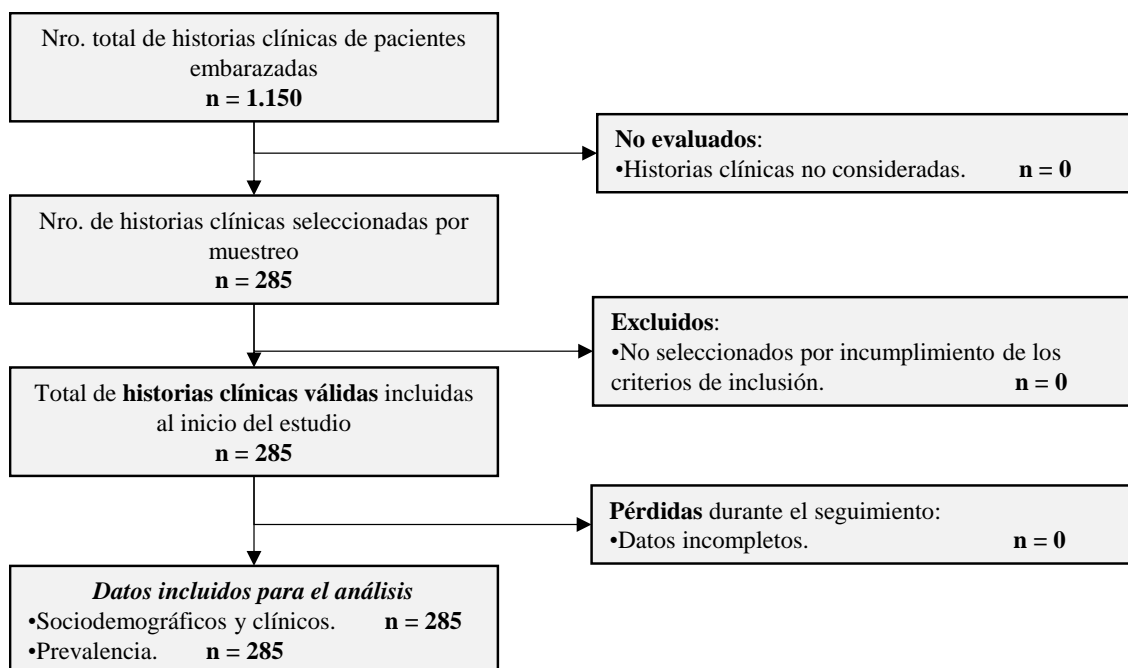 Nro. total de historias clínicas de pacientes
embarazadas
n = 1.150
No evaluados:
•Historias clínicas no consideradas. n = 0
Nro. de historias clínicas seleccionadas por
muestreo
n = 285
Excluidos:
•No seleccionados por incumplimiento de los
criterios de inclusión. n = 0
Total de historias clínicas válidas incluidas
al inicio del estudio
n = 285
Pérdidas durante el seguimiento:
•Datos incompletos. n = 0
Datos incluidos para el análisis
•Sociodemográficos y clínicos. n = 285
•Prevalencia. n = 285